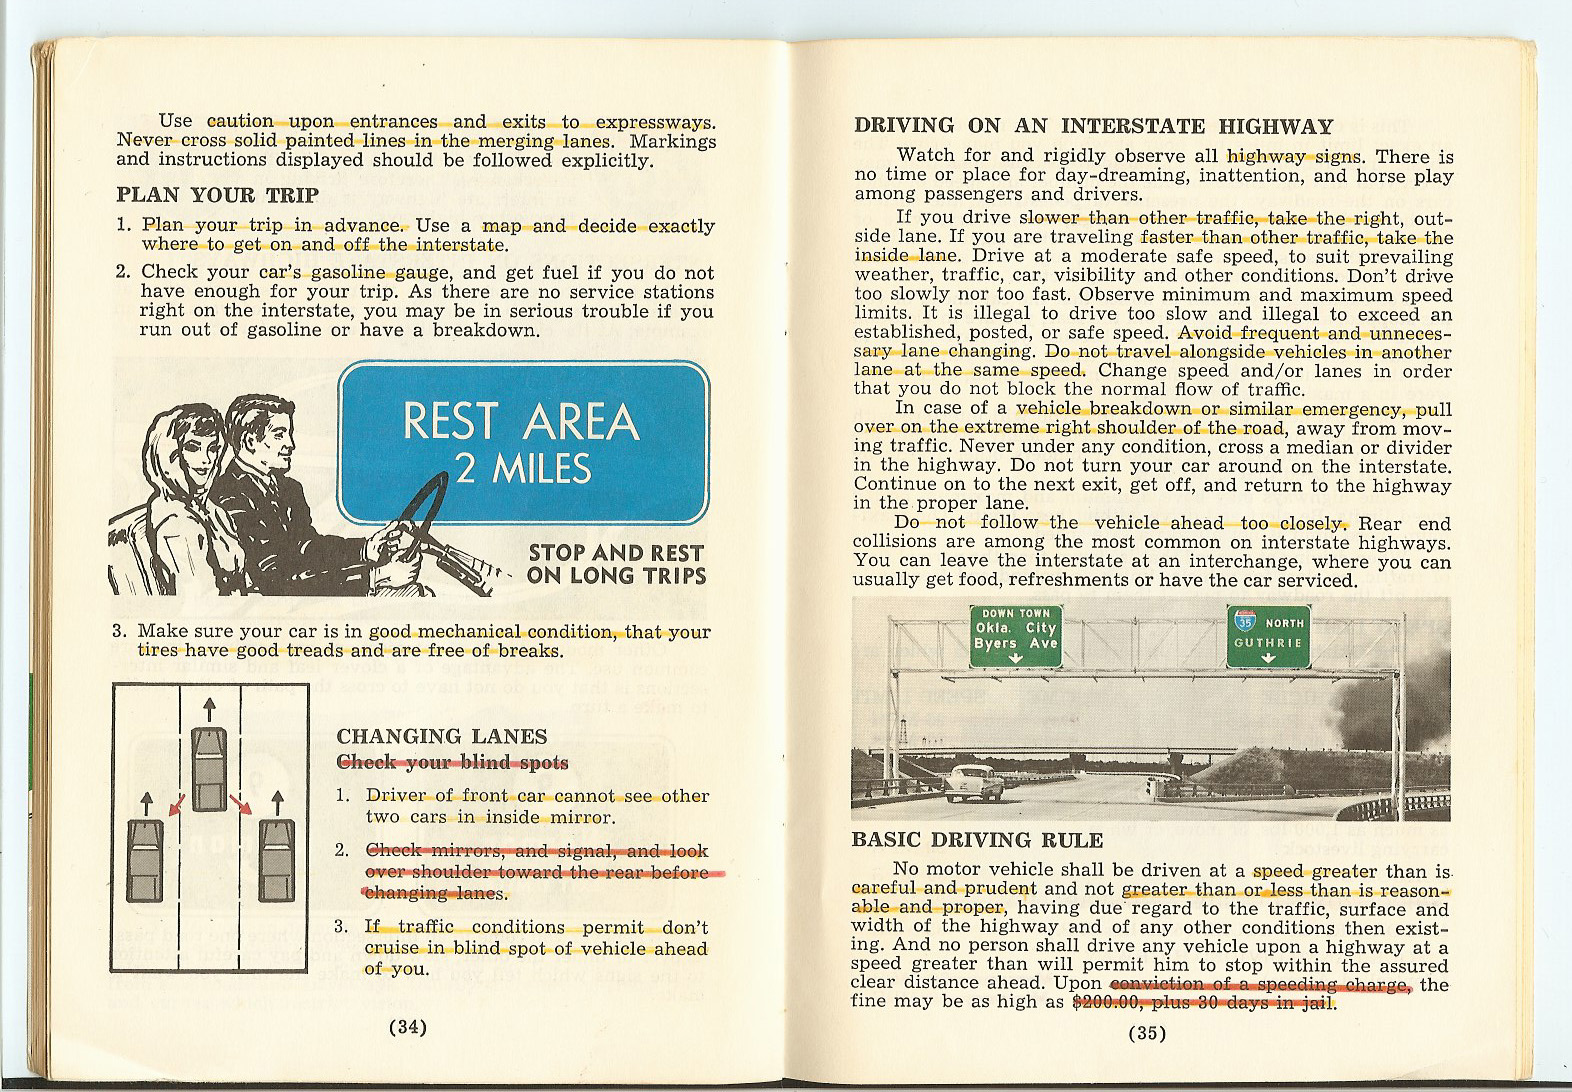 Use caution upon entrances and exits to expressways.
Never cross solid painted lines in the merging lanes. Markings
and instructions displayed should be followed explicitly.
PLAN YOUR TRIP
1. Plan your trip in advance. Use a map and decide exactly
where to get on and off the interstate.
2. Check your car's gasoline gauge, and get fuel if you do not
have enough for your trip. As there are no service stations
right on the interstate, you may be in serious trouble if you
run out of gasoline or have a breakdown.
REST AREA
2 MILES
STOP AND REST
ON LONG TRIPS
3. Make sure your car is in good mechanical condition, that your
tires have good treads and are free of breaks.
CHANGING LANES
Check your blind spots
1. Driver of front car cannot see other
two cars in inside mirror.
2. Check mirrors, and signal, and look
over shoulder toward the rear before
changing lanes.
3. If traffic conditions permit don't
cruise in blind spot of vehicle ahead
of you.
(34)
DRIVING ON AN INTERSTATE HIGHWAY
Watch for and rigidly observe all highway signs. There is
no time or place for day-dreaming, inattention, and horse play
among passengers and drivers.
If you drive slower than other traffic, take the right, out-
side lane. If you are traveling faster than other traffic, take the
inside lane. Drive at a moderate safe speed, to suit prevailing
weather, traffic, car, visibility and other conditions. Don't drive
too slowly nor too fast. Observe minimum and maximum speed
limits. It is illegal to drive too slow and illegal to exceed an
established, posted, or safe speed. Avoid frequent and unneces-
sary lane changing. Do not travel alongside vehicles in another
lane at the same speed. Change speed and/or lanes in order
that you do not block the normal flow of traffic.
In case of a vehicle breakdown or similar emergency, pull
over on the extreme right shoulder of the road, away from mov-
ing traffic. Never under any condition, cross a median or divider
in the highway. Do not turn your car around on the interstate.
Continue on to the next exit, get off, and return to the highway
in the proper lane.
Do not follow the vehicle ahead too closely. Rear end
collisions are among the most common on interstate highways.
You can leave the interstate at an interchange, where you can
usually get food, refreshments or have the car serviced.
DOWN TOWN
Okla. City
Byers Ave
35 NORTH
GUTHRIE
BASIC DRIVING RULE
No motor vehicle shall be driven at a speed greater than is
careful and prudent and not greater than or less than is reason-
able and proper, having due regard to the traffic, surface and
width of the highway and of any other conditions then exist-
ing. And no person shall drive any vehicle upon a highway at a
speed greater than will permit him to stop within the assured
clear distance ahead. Upon conviction of a speeding charge, the
fine may be as high as $200.00, plus 30 days in jail.
(35)